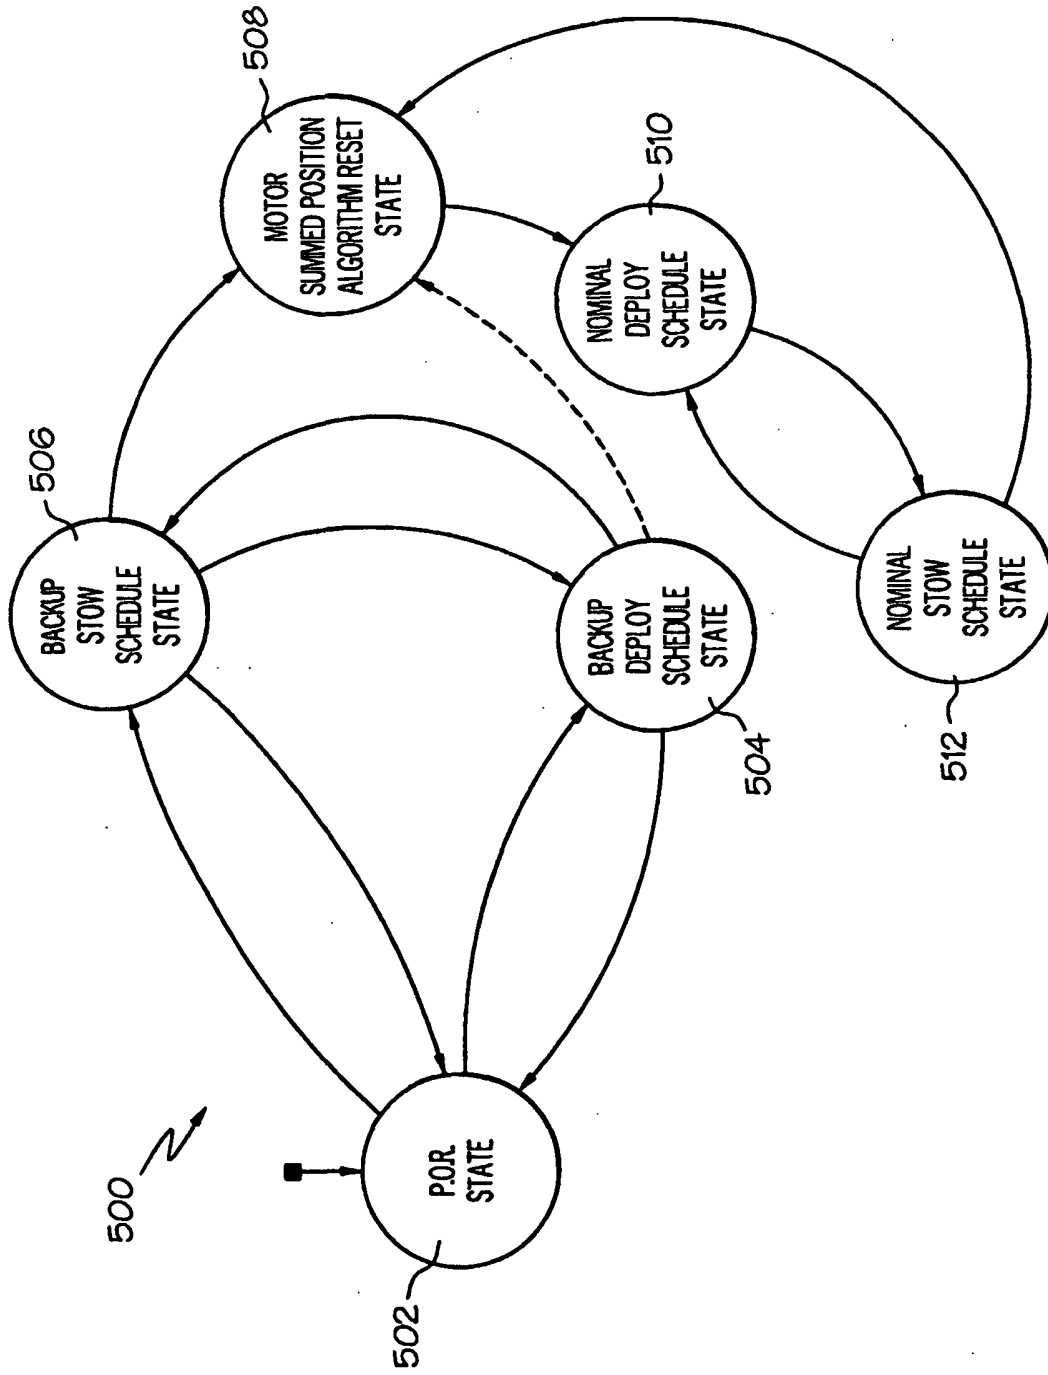 500
502
P.O.R.
STATE
506
BACKUP
STOW
SCHEDULE
STATE
504
BACKUP
DEPLOY
SCHEDULE
STATE
508
MOTOR
SUMMED POSITION
ALGORITHM RESET
STATE
510
NOMINAL
DEPLOY
SCHEDULE
STATE
512
NOMINAL
STOW
SCHEDULE
STATE